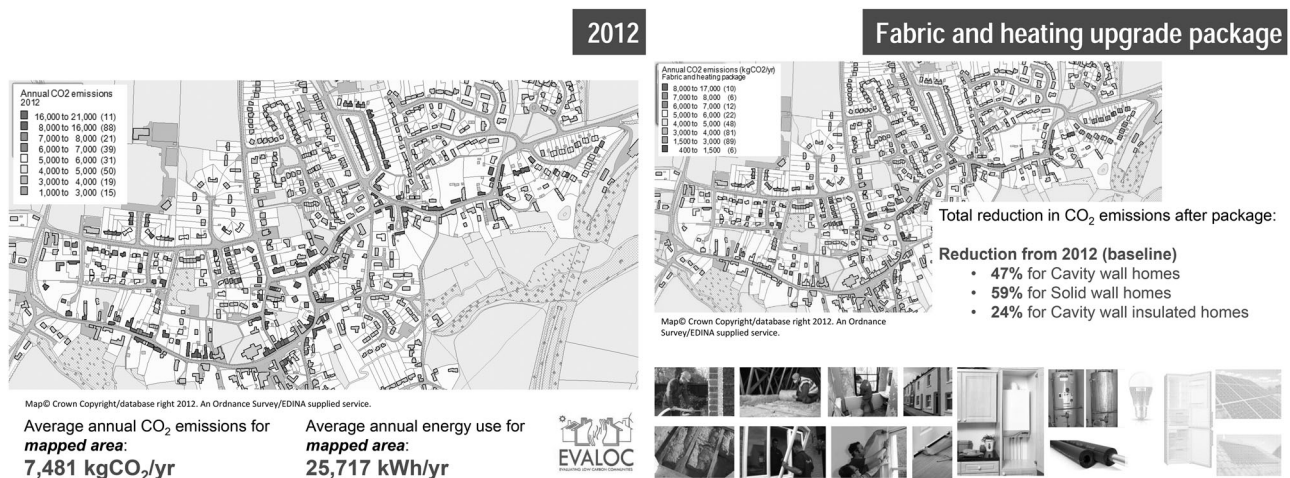 2012
Annual CO2 emissions
2012
16,000 to 21,000 (11)
8,000 to 16,000 (88)
7,000 to 8,000 (21)
6,000 to 7,000 (39)
5,000 to 6,000 (31)
4,000 to 5,000 (50)
3,000 to 4,000 (19)
1,000 to 3,000 (15)
Map© Crown Copyright/database right 2012. An Ordnance Survey/EDINA supplied service.
Average annual CO2 emissions for
mapped area:
7,481 kgCO2/yr
Average annual energy use for
mapped area:
25,717 kWh/yr
EVALOC
EVALUATING LOW CARBON COMMUNITIES
Fabric and heating upgrade package
Annual CO2 emissions (kgCO2/yr)
Fabric and heating package
8,000 to 17,000 (10)
7,000 to 8,000 (6)
6,000 to 7,000 (12)
5,000 to 6,000 (22)
4,000 to 5,000 (48)
3,000 to 4,000 (81)
1,500 to 3,000 (89)
400 to 1,500 (6)
Total reduction in CO2 emissions after package:
Reduction from 2012 (baseline)
• 47% for Cavity wall homes
• 59% for Solid wall homes
• 24% for Cavity wall insulated homes
Map© Crown Copyright/database right 2012. An Ordnance
Survey/EDINA supplied service.